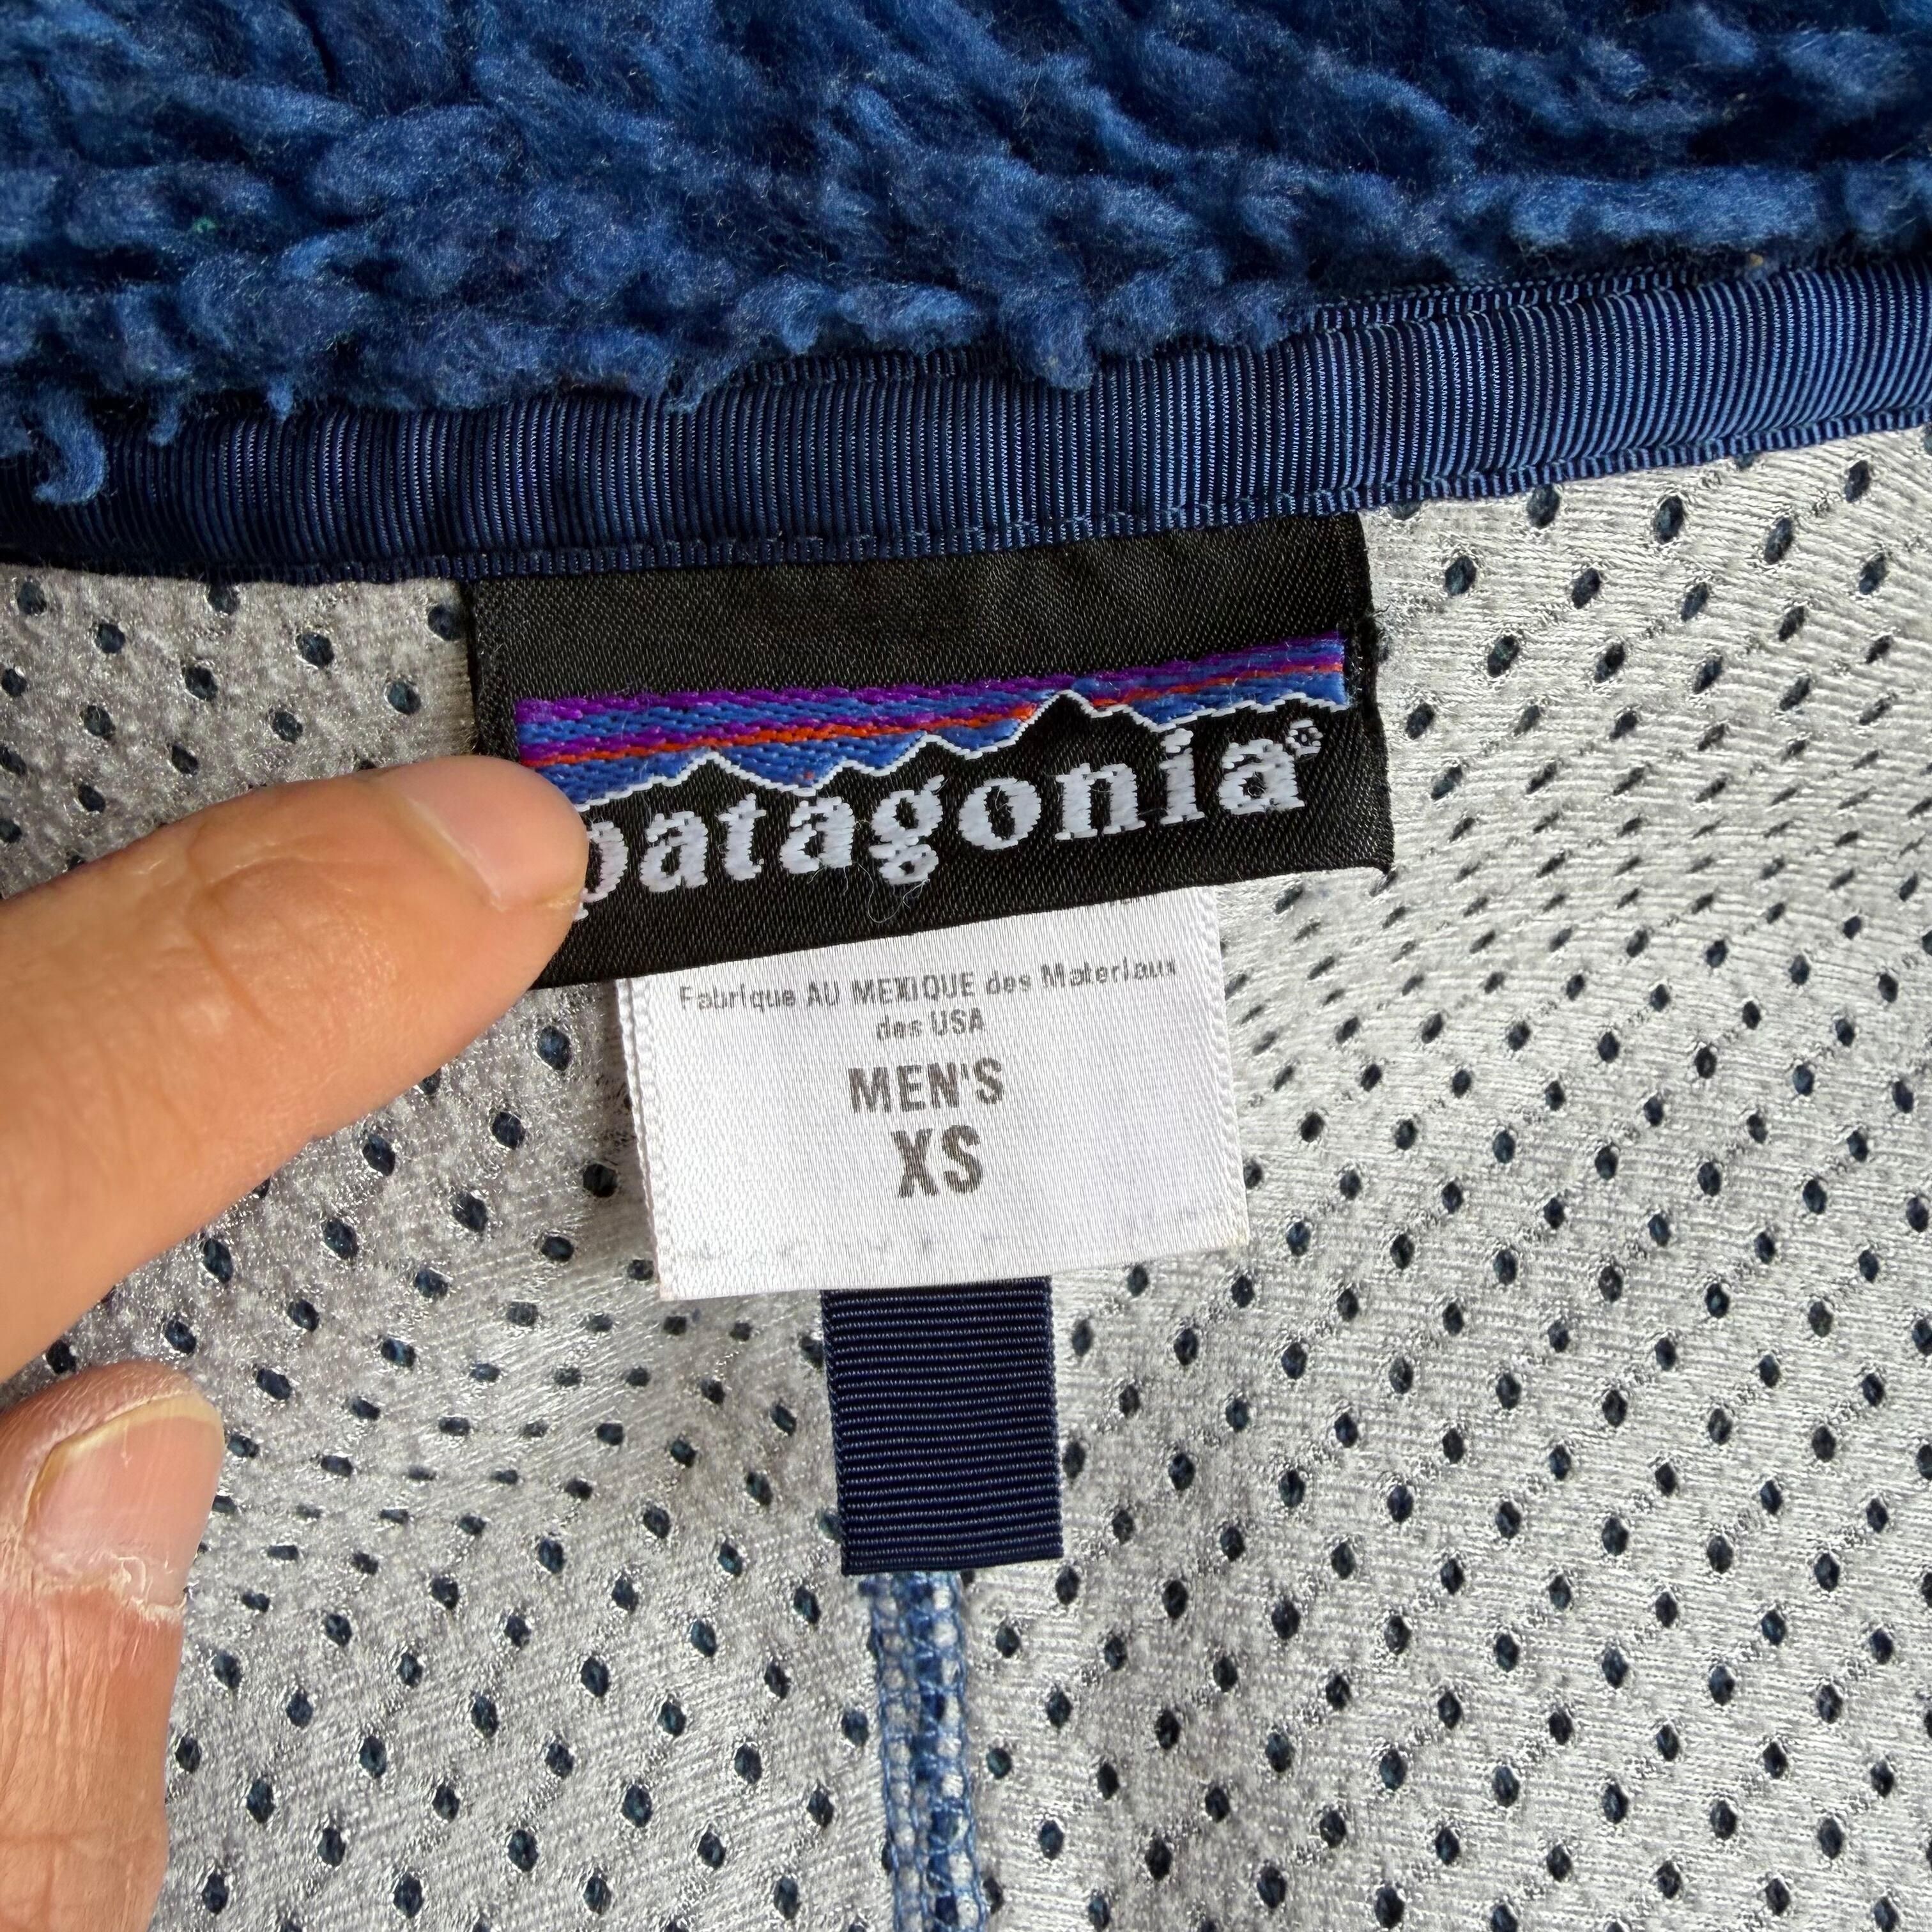 patagonia®
Fabrique AU MEXIQUE des Materiaux
des USA
MEN'S
XS